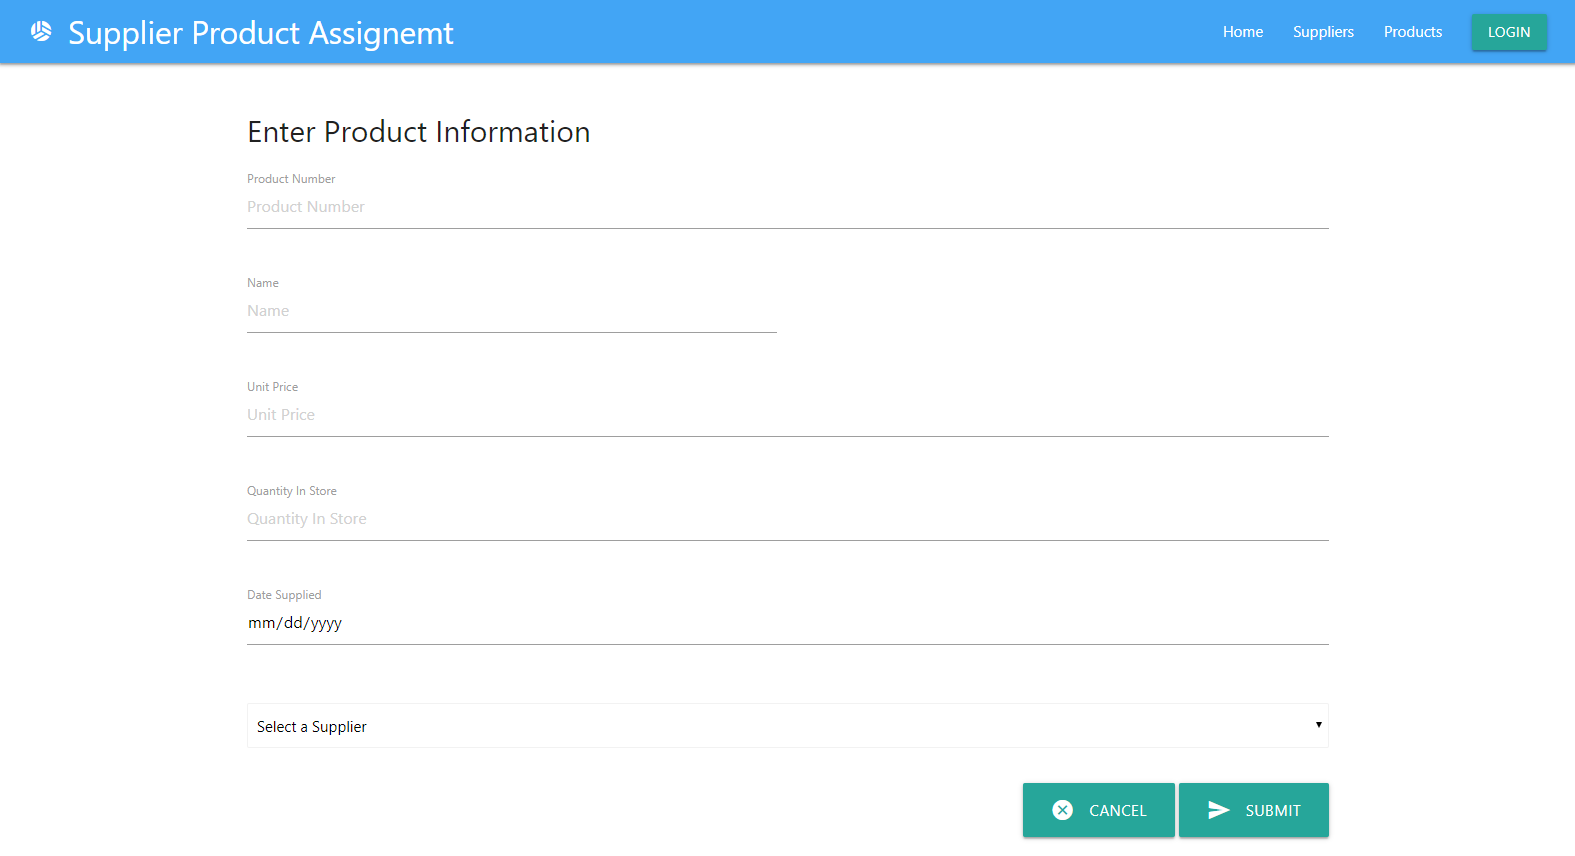 Supplier Product Assignemt
Home Suppliers Products LOGIN
Enter Product Information
Product Number
Product Number
Name
Name
Unit Price
Unit Price
Quantity In Store
Quantity In Store
Date Supplied
mm/dd/yyyy
Select a Supplier
CANCEL SUBMIT